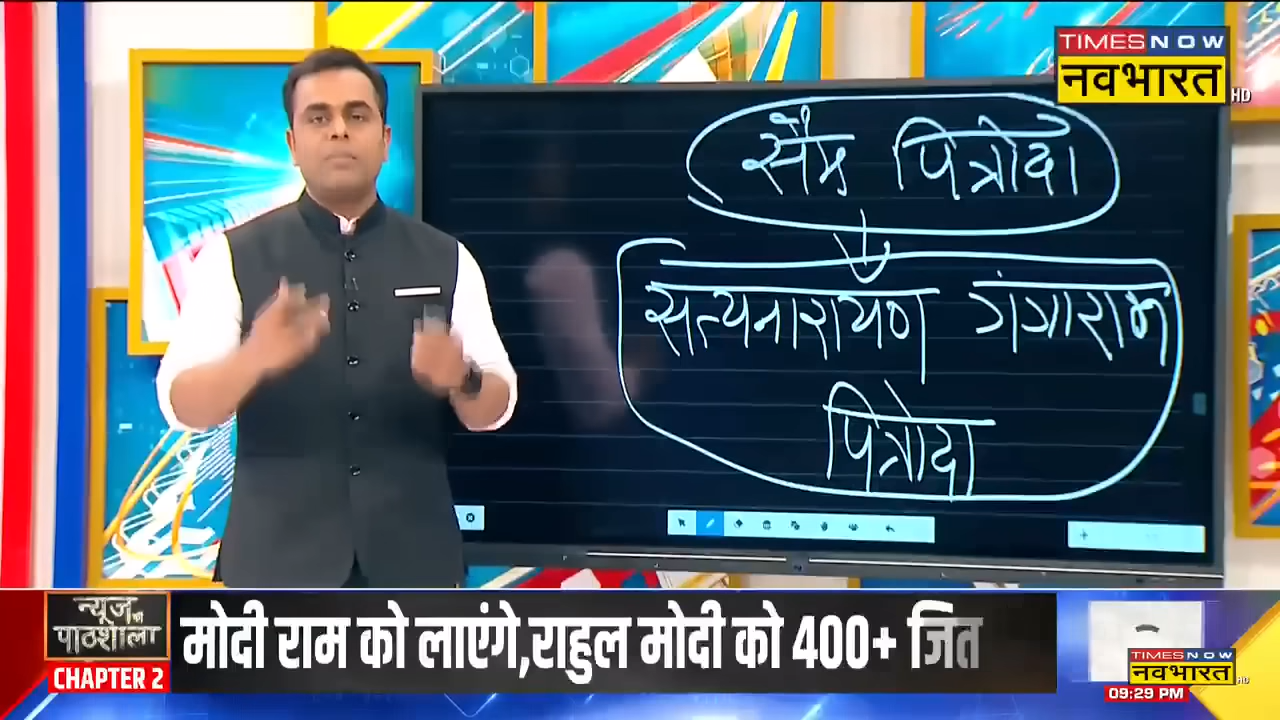 TIMES NOW
नवभारत
HD
सैम पित्रोदा
सत्यनारायण गंगाराम
पित्रोदा
न्यूज की
पाठशाला
CHAPTER 2
मोदी राम को लाएंगे,राहुल मोदी को 400+ जित
TIMES NOW
नवभारत
HD
09:29 PM